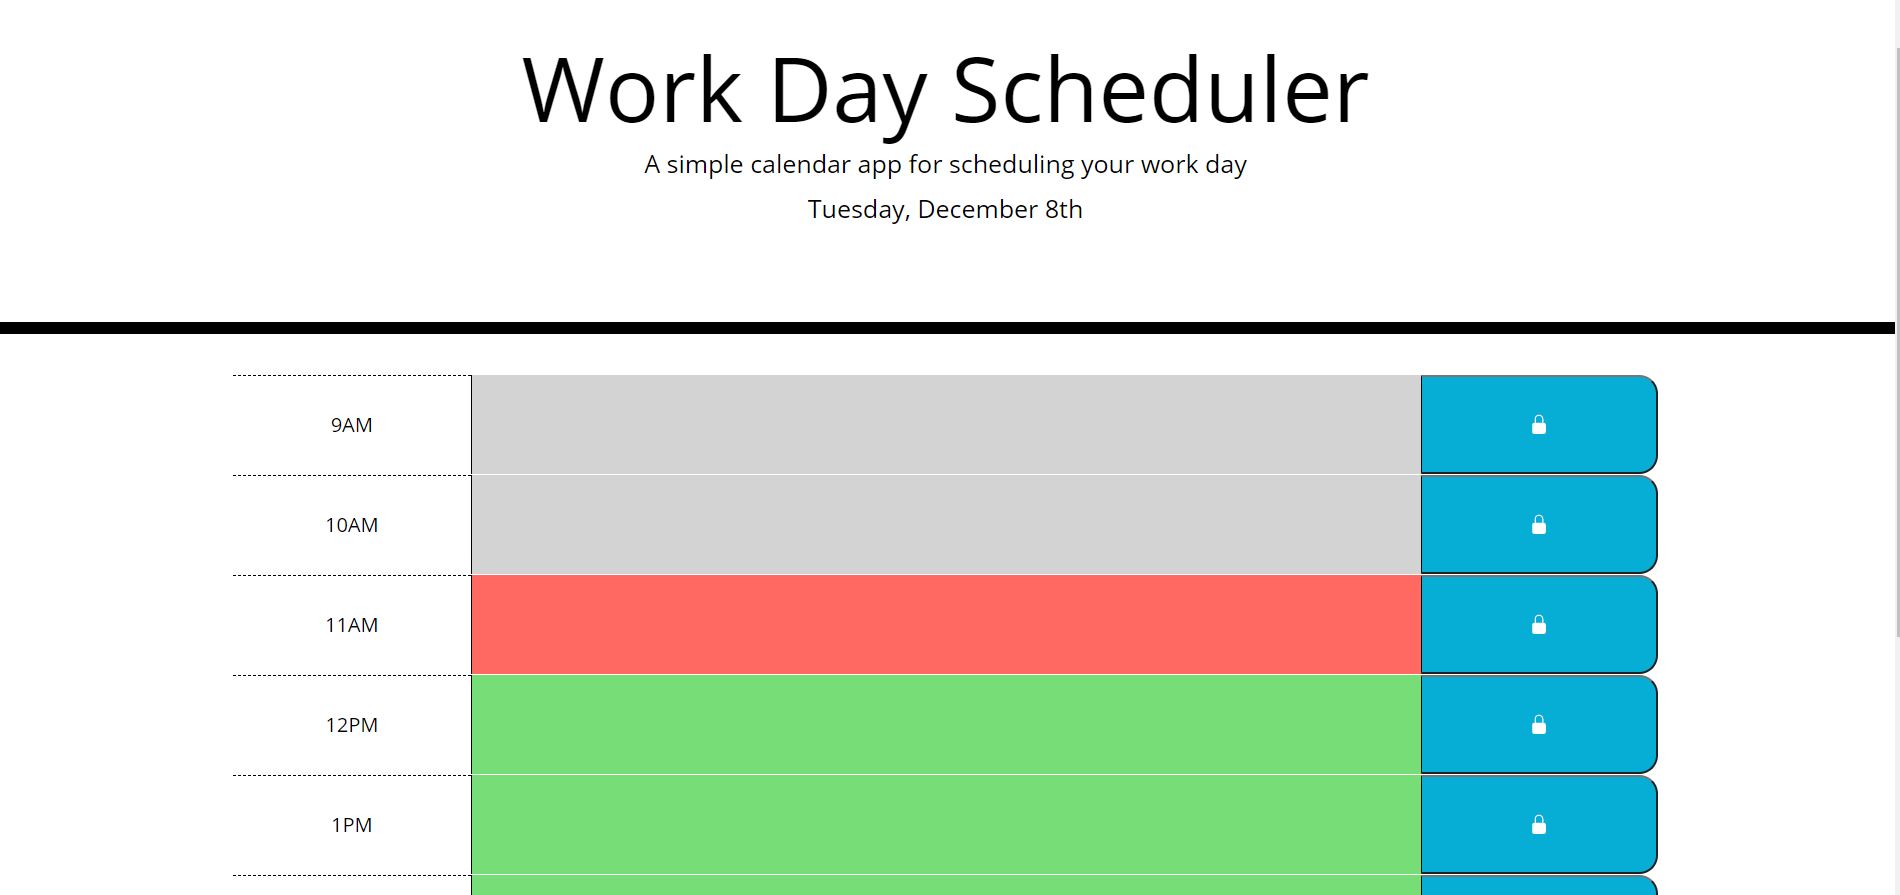 Work Day Scheduler
A simple calendar app for scheduling your work day
Tuesday, December 8th
9AM
10AM
11AM
12PM
1PM